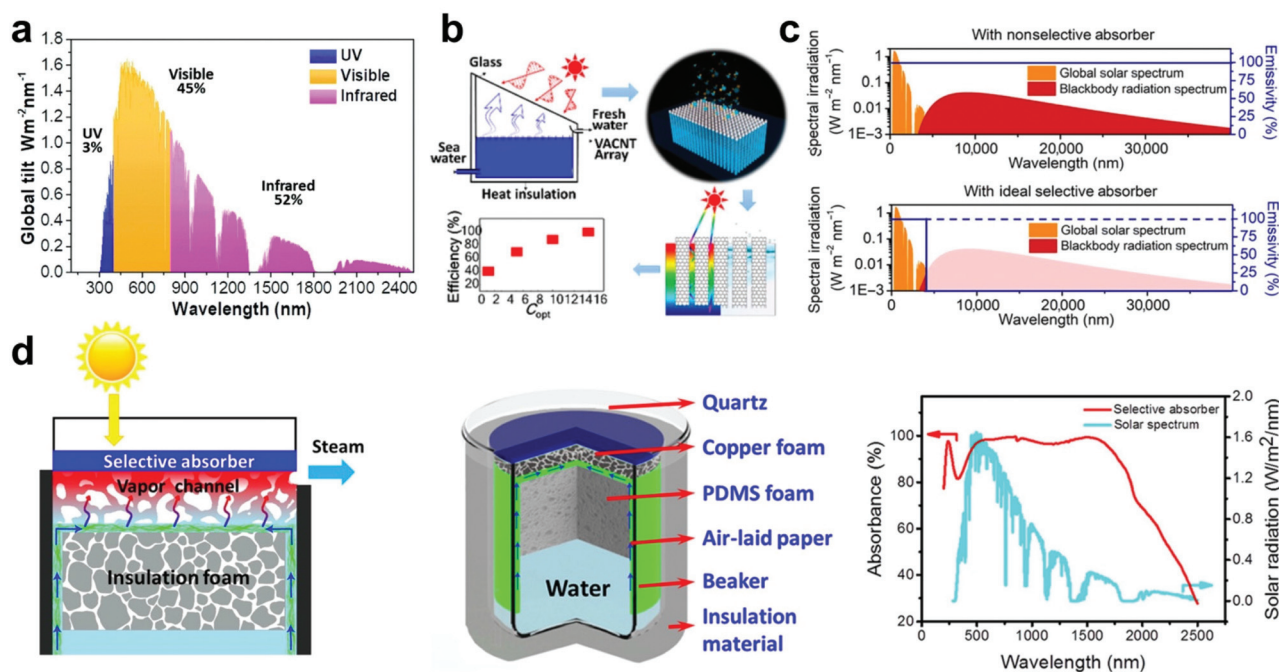 a
Global tilt Wm-2nm-1
1.8
1.6
1.4
1.2
1.0
0.8
0.6
0.4
0.2
0.0
UV
Visible
Infrared
UV
3%
Visible
45%
Infrared
52%
300 600 900 1200 1500 1800 2100 2400
Wavelength (nm)
b
Glass
Fresh
water
VACNT
Array
Sea
water
Heat insulation
Efficiency (%)
100
80
60
40
20
0 2 4 6 8 10 12 14 16
Copt
c
With nonselective absorber
Spectral irradiation
(W m-2 nm-1)
1
0.1
0.01
1E−3
Global solar spectrum
Blackbody radiation spectrum
100
75
50
25
0
Emissivity (%)
0 10,000 20,000 30,000
Wavelength (nm)
With ideal selective absorber
Spectral irradiation
(W m-2 nm-1)
1
0.1
0.01
1E−3
Global solar spectrum
Blackbody radiation spectrum
100
75
50
25
0
Emissivity (%)
0 10,000 20,000 30,000
Wavelength (nm)
d
Selective absorber
Steam
Vapor channel
Insulation foam
Quartz
Copper foam
PDMS foam
Air-laid paper
Beaker
Insulation
material
Water
Absorbance (%)
100
90
80
70
60
50
40
30
20
Selective absorber
Solar spectrum
2.0
1.6
1.2
0.8
0.4
0.0
Solar radiation (W/m2/nm)
0 500 1000 1500 2000 2500
Wavelength (nm)